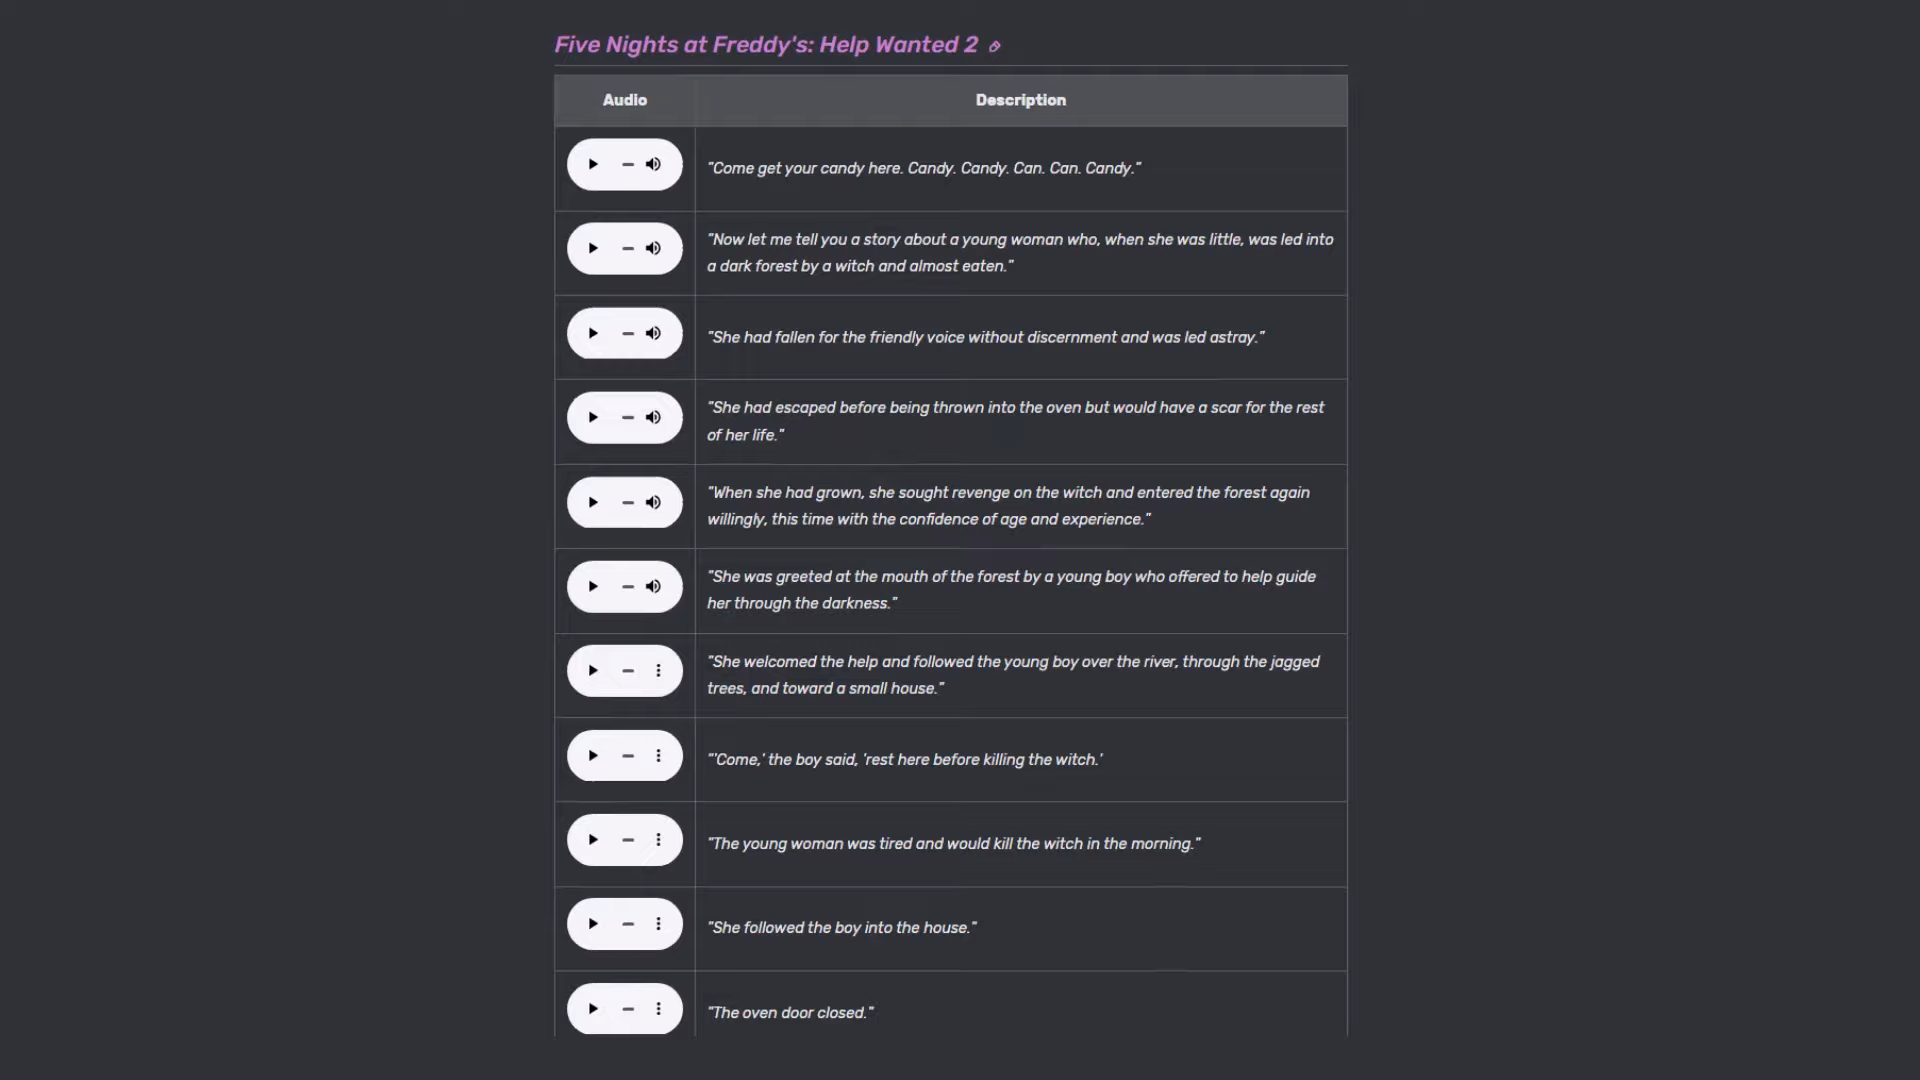 Five Nights at Freddy's: Help Wanted 2
Audio Description
"Come get your candy here. Candy. Candy. Can. Can. Candy."
"Now let me tell you a story about a young woman who, when she was little, was led into
a dark forest by a witch and almost eaten."
"She had fallen for the friendly voice without discernment and was led astray."
"She had escaped before being thrown into the oven but would have a scar for the rest
of her life."
"When she had grown, she sought revenge on the witch and entered the forest again
willingly, this time with the confidence of age and experience."
"She was greeted at the mouth of the forest by a young boy who offered to help guide
her through the darkness."
"She welcomed the help and followed the young boy over the river, through the jagged
trees, and toward a small house."
"'Come,' the boy said, 'rest here before killing the witch.'
"The young woman was tired and would kill the witch in the morning."
"She followed the boy into the house."
"The oven door closed."